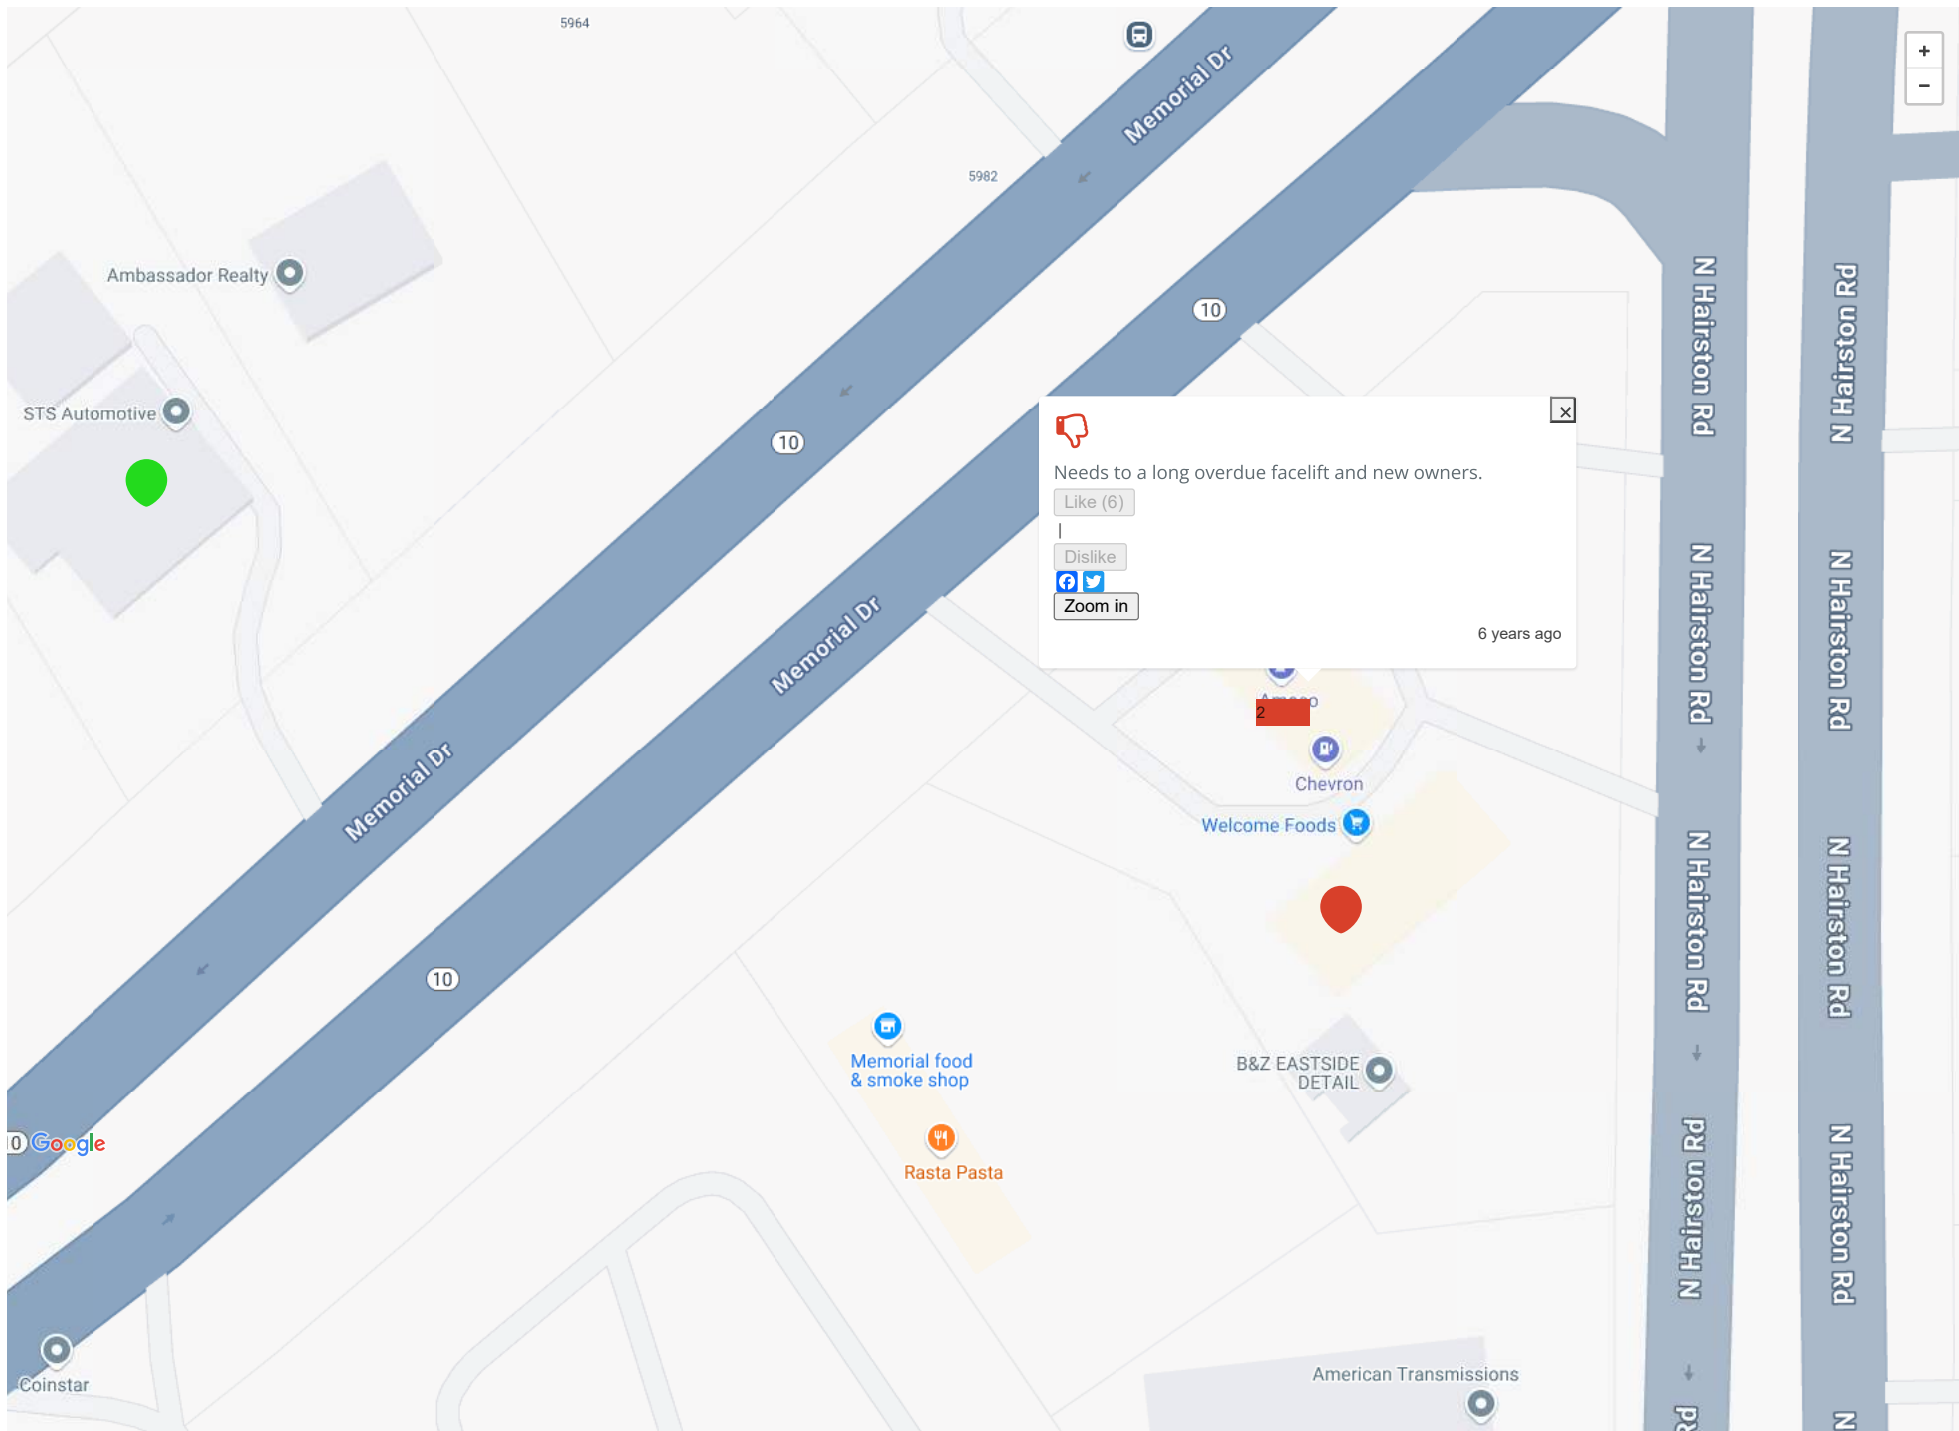 5964
Memorial Dr
+
−
5982
Ambassador Realty
10
N Hairston Rd
N Hairston Rd
STS Automotive
10
Needs to a long overdue facelift and new owners.
Like (6)
|
Dislike
Zoom in
6 years ago
N Hairston Rd
N Hairston Rd
Memorial Dr
2
Chevron
Memorial Dr
Welcome Foods
N Hairston Rd
N Hairston Rd
10
Memorial food
& smoke shop
B&Z EASTSIDE
DETAIL
10 Google
Rasta Pasta
N Hairston Rd
N Hairston Rd
Coinstar
American Transmissions
Rd
N